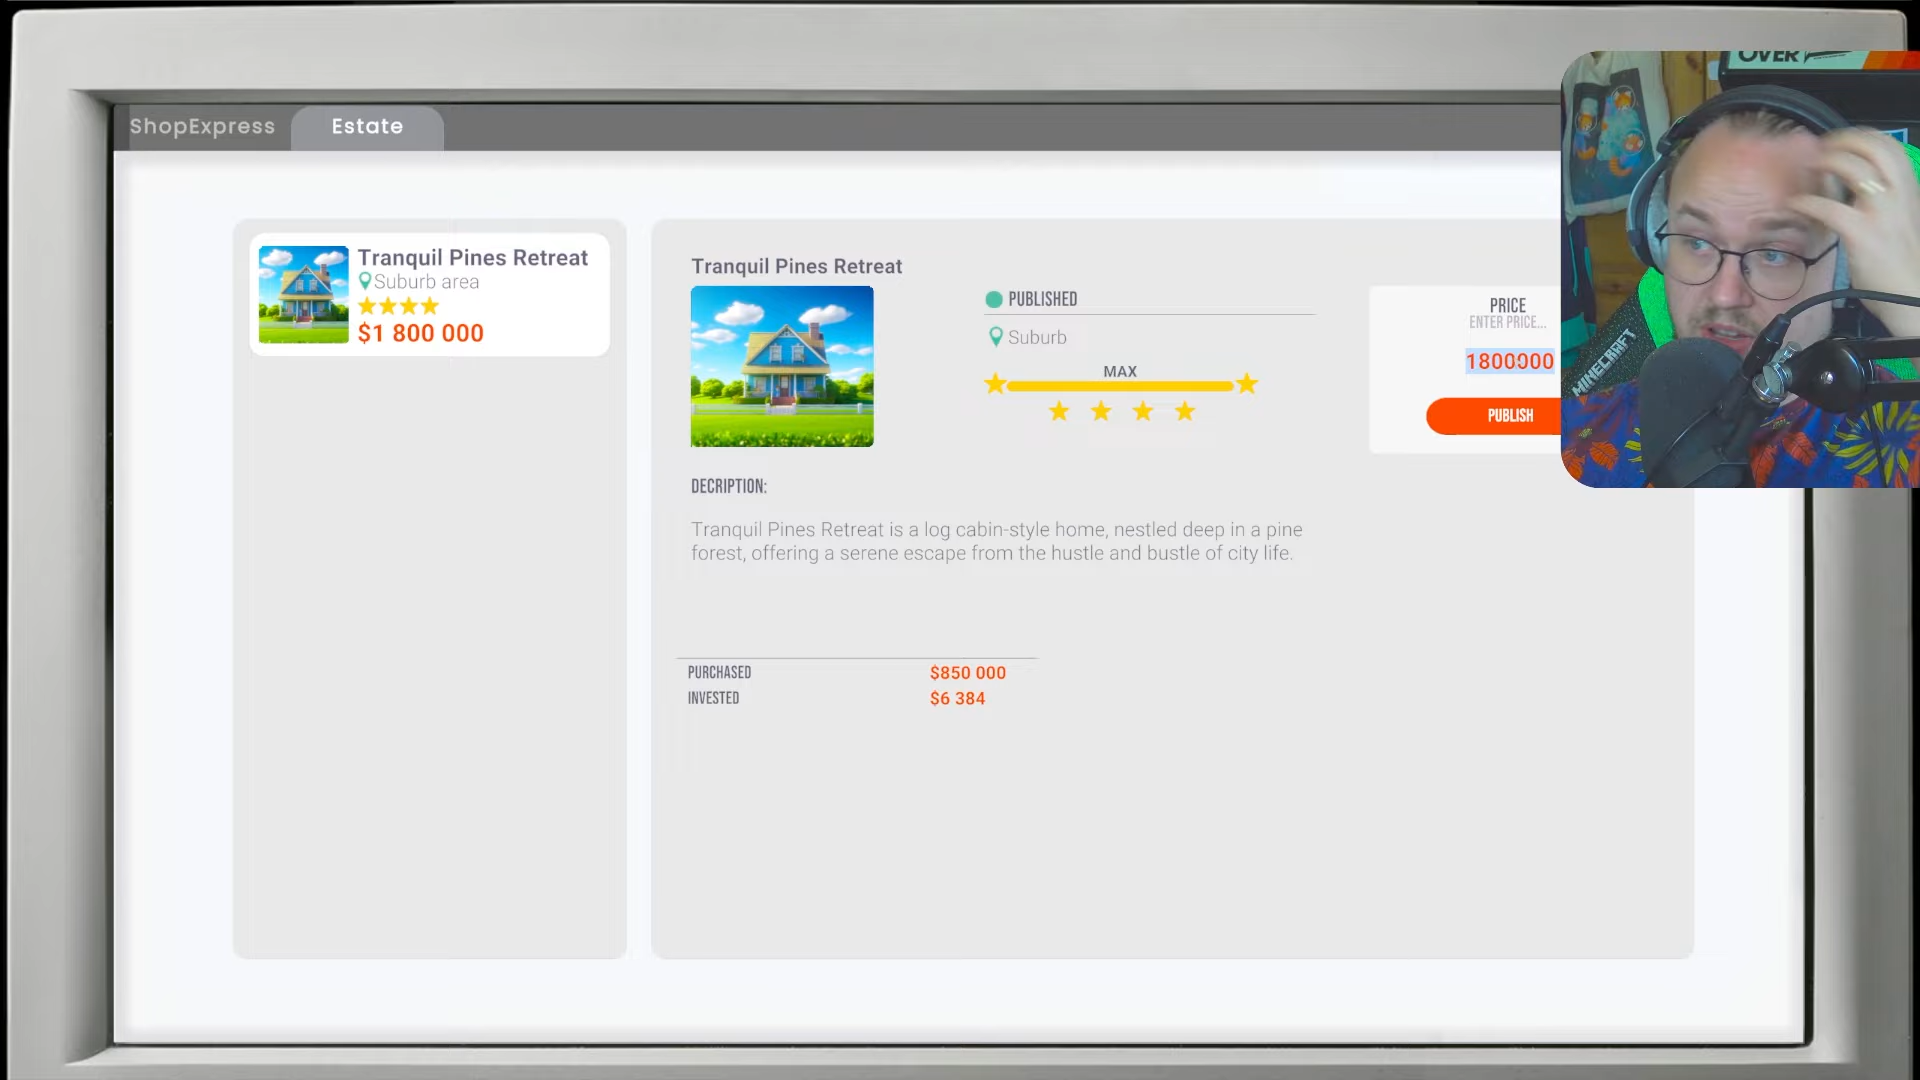 OVER
ShopExpress
Estate
Tranquil Pines Retreat
Suburb area
$1 800 000
Tranquil Pines Retreat
PUBLISHED
Suburb
MAX
PRICE
ENTER PRICE...
1800000
PUBLISH
MINECRAFT
DECRIPTION:
Tranquil Pines Retreat is a log cabin-style home, nestled deep in a pine
forest, offering a serene escape from the hustle and bustle of city life.
PURCHASED
$850 000
INVESTED
$6 384